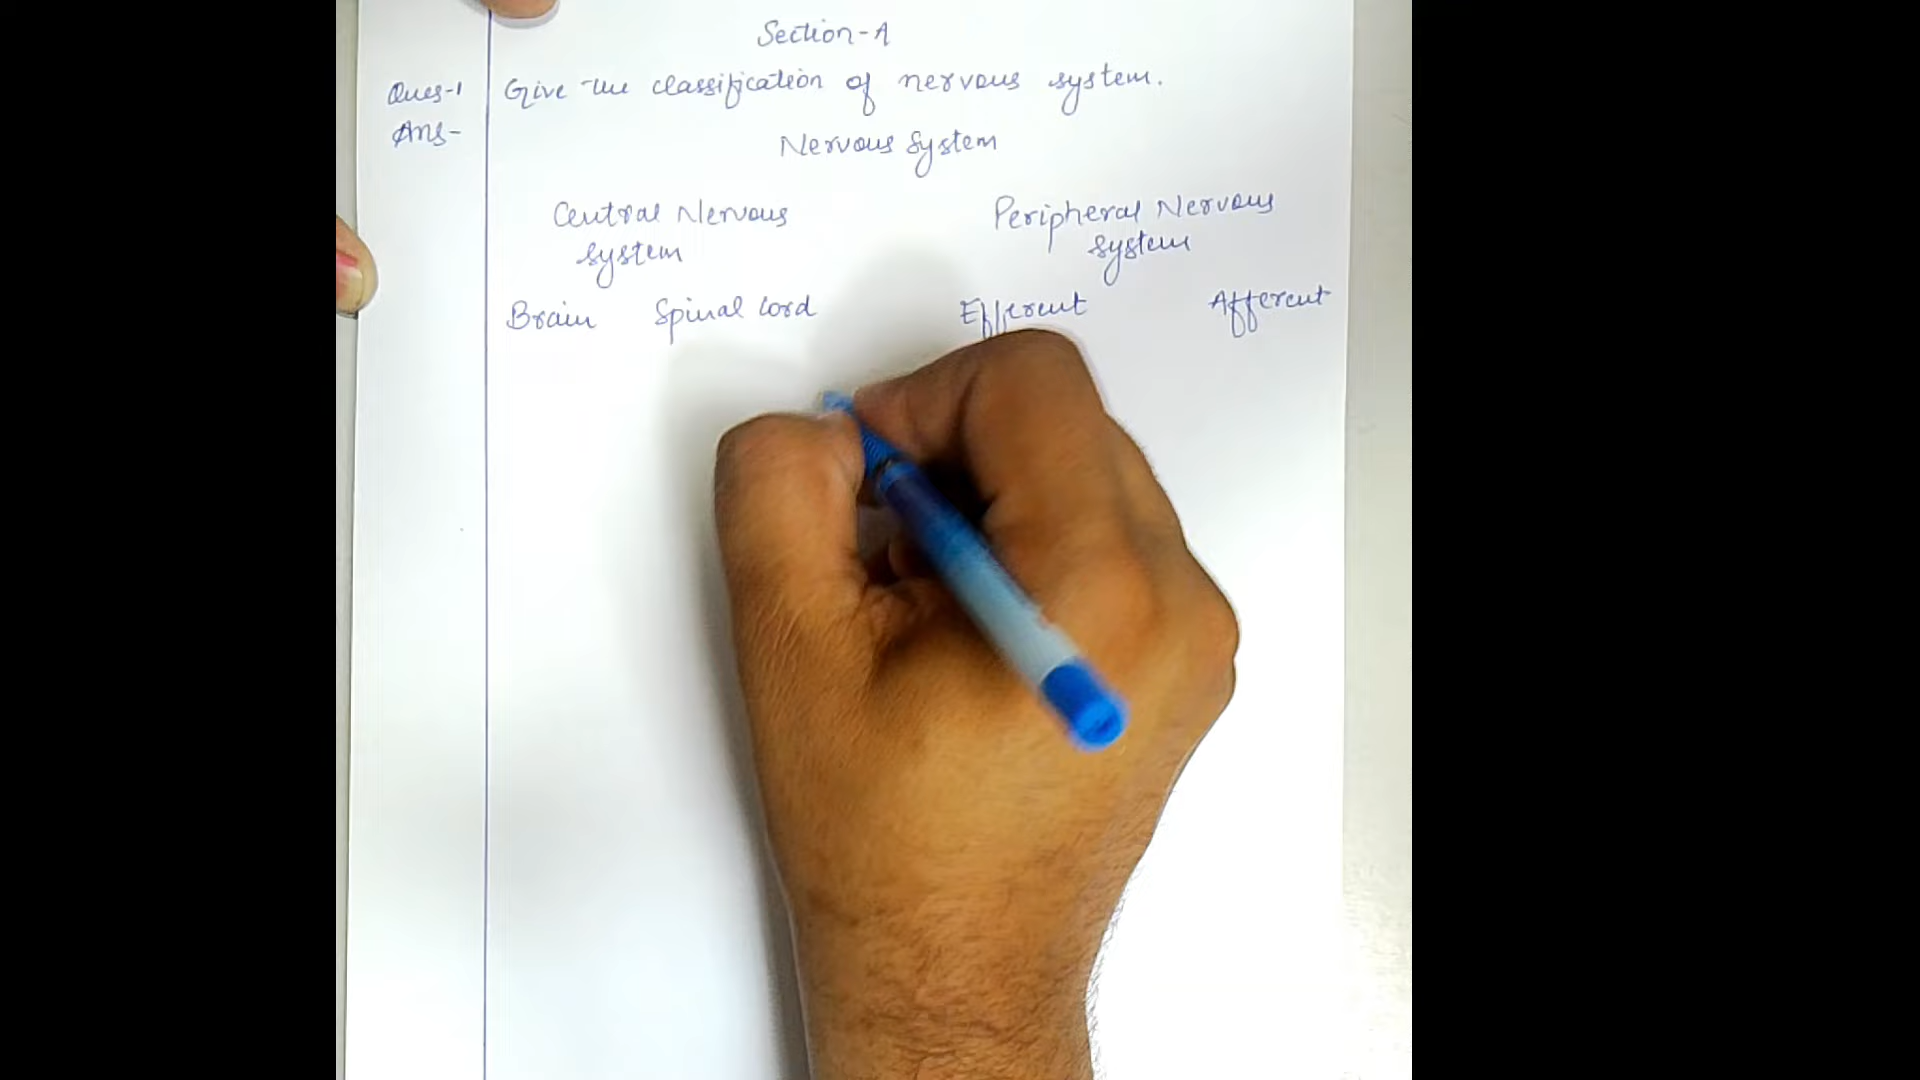 Section-A
Ques-1 Give the classification of nervous system.
Ans-
Nervous System
Central Nervous Peripheral Nervous
system system
Brain Spinal Cord Efferent Afferent